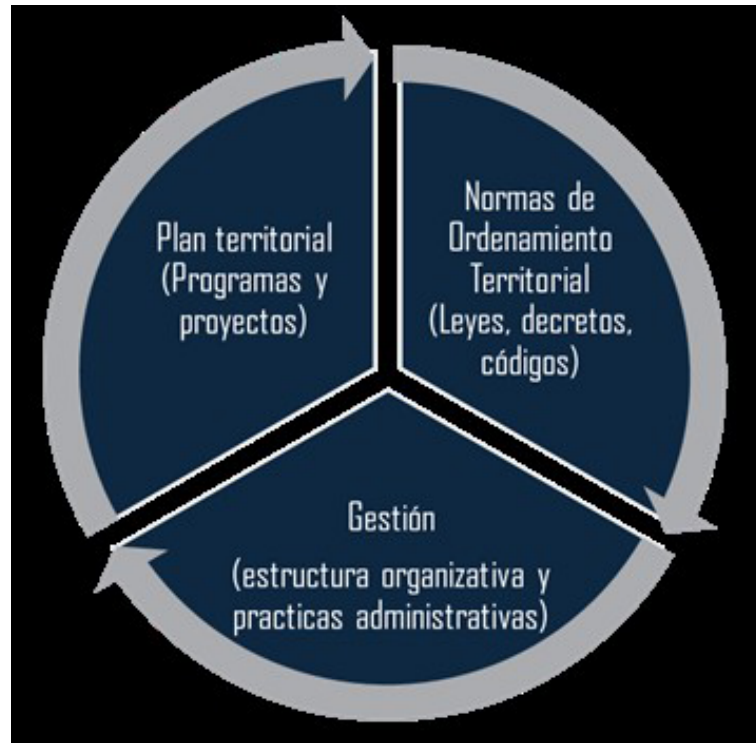 Plan territorial
(Programas y
proyectos)
Normas de
Ordenamiento
Territorial
(Leyes, decretos,
códigos)
Gestión
(estructura organizativa y
practicas administrativas)